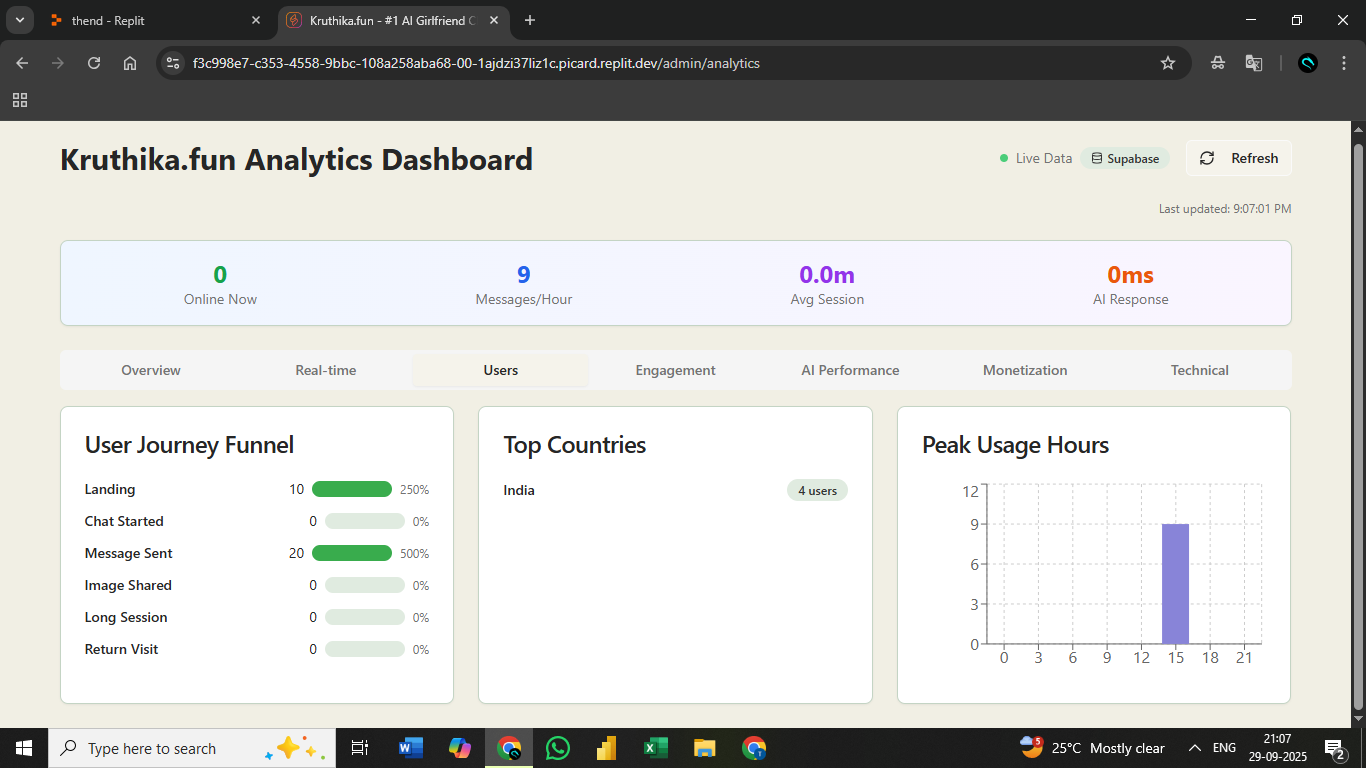 thend - Replit
Kruthika.fun - #1 AI Girlfriend C
f3c998e7-c353-4558-9bbc-108a258aba68-00-1ajdzi37liz1c.picard.replit.dev/admin/analytics
Kruthika.fun Analytics Dashboard
Live Data
Supabase
Refresh
Last updated: 9:07:01 PM
0
Online Now
9
Messages/Hour
0.0m
Avg Session
0ms
AI Response
Overview
Real-time
Users
Engagement
AI Performance
Monetization
Technical
User Journey Funnel
Landing 10 250%
Chat Started 0 0%
Message Sent 20 500%
Image Shared 0 0%
Long Session 0 0%
Return Visit 0 0%
Top Countries
India 4 users
Peak Usage Hours
12
9
6
3
0
0 3 6 9 12 15 18 21
Type here to search
5
25°C Mostly clear
ENG
21:07
29-09-2025
2